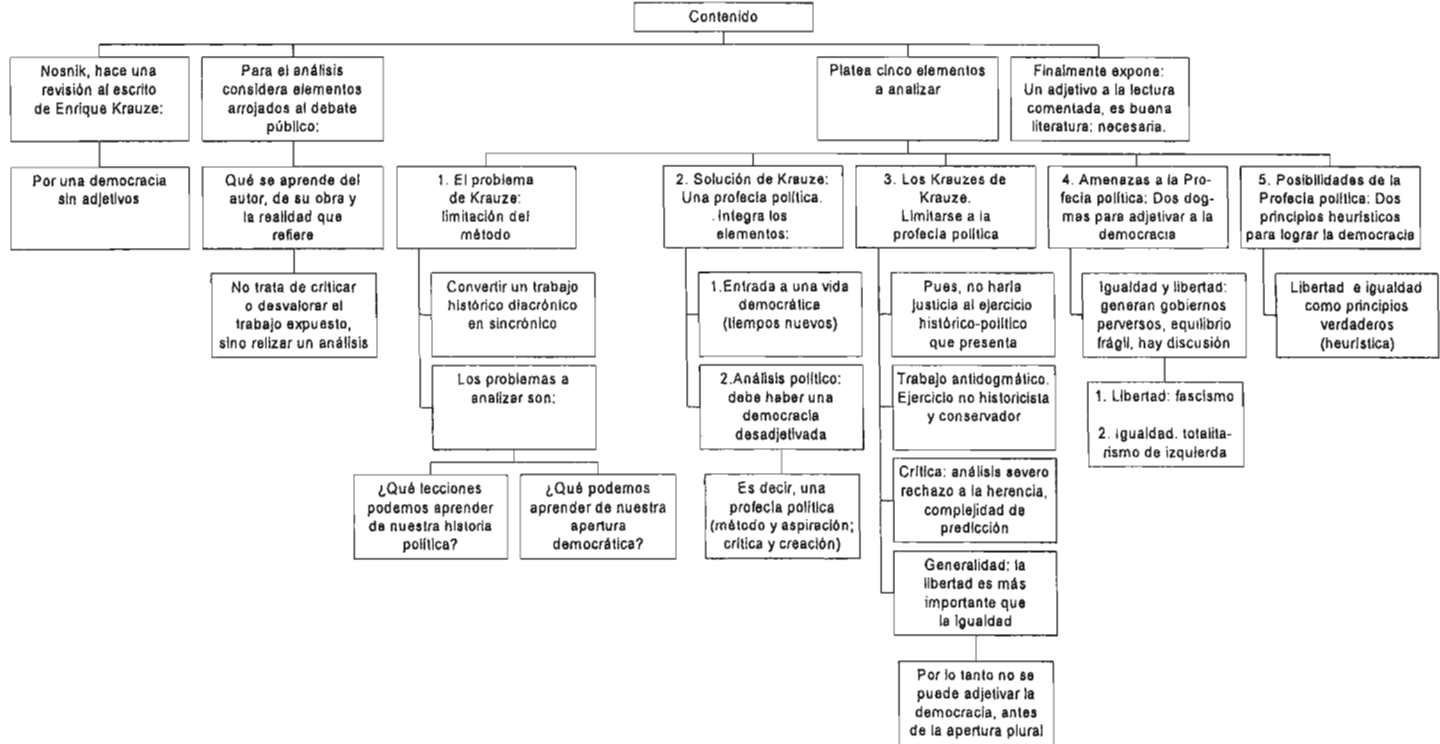 Contenido
Nosnik, hace una
revisión al escrito
de Enrique Krauze:
Por una democracia
sin adjetivos
Para el análisis
considera elementos
arrojados al debate
público:
Qué se aprende del
autor, de su obra y
la realidad que
refiere
No trata de criticar
o desvalorar el
trabajo expuesto,
sino relizar un análisis
Platea cinco elementos
a analizar
1. El problema
de Krauze:
limitación del
método
Convertir un trabajo
histórico diacrónico
en sincrónico
Los problemas a
analizar son:
¿Qué lecciones
podemos aprender
de nuestra historia
política?
¿Qué podemos
aprender de nuestra
apertura
democrática?
2. Solución de Krauze:
Una profecía política.
. Integra los
elementos:
1.Entrada a una vida
democrática
(tiempos nuevos)
2.Análisis político:
debe haber una
democracia
desadjetivada
Es decir, una
profecía política
(método y aspiración;
crítica y creación)
3. Los Krauzes de
Krauze.
Limitarse a la
profecía política
Pues, no haría
justicia al ejercicio
histórico-político
que presenta
Trabajo antidogmático.
Ejercicio no historicista
y conservador
Crítica: análisis severo
rechazo a la herencia,
complejidad de
predicción
Generalidad: la
libertad es más
importante que
la igualdad
Por lo tanto no se
puede adjetivar la
democracia, antes
de la apertura plural
4. Amenazas a la Pro-
fecía política: Dos dog-
mas para adjetivar a la
democracia
Igualdad y libertad:
generan gobiernos
perversos, equilibrio
frágil, hay discusión
1. Libertad: fascismo
2. Igualdad. totalita-
rismo de izquierda
5. Posibilidades de la
Profecía política: Dos
principios heurísticos
para lograr la democracia
Libertad e igualdad
como principios
verdaderos
(heurística)
Finalmente expone:
Un adjetivo a la lectura
comentada, es buena
literatura: necesaria.